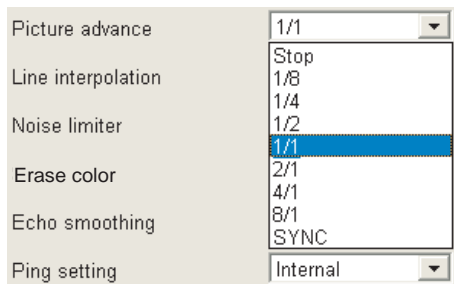 Picture advance 1/1
Stop
Line interpolation 1/8
1/4
Noise limiter 1/2
1/1
Erase color 2/1
4/1
Echo smoothing 8/1
SYNC
Ping setting Internal